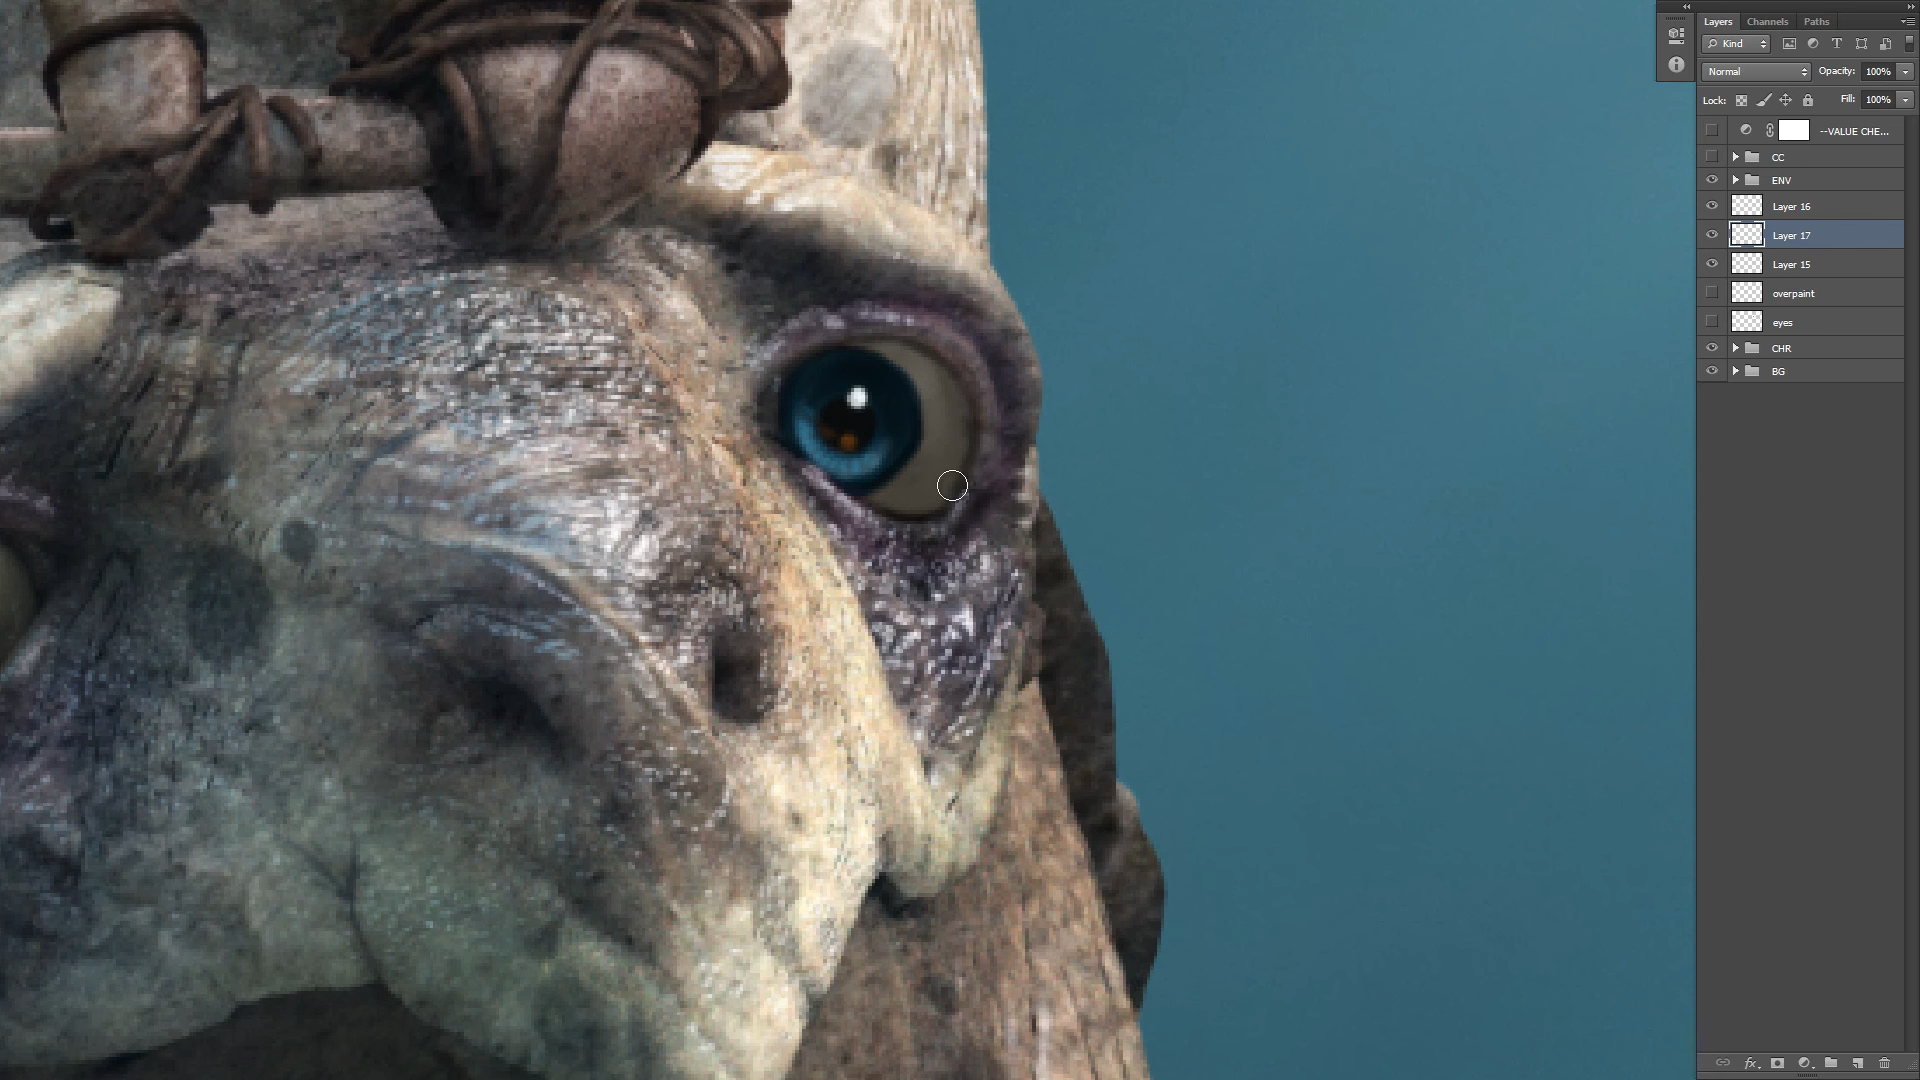 Layers Channels Paths
Kind
Normal Opacity: 100%
Lock: Fill: 100%
--VALUE CHE...
CC
ENV
Layer 16
Layer 17
Layer 15
overpaint
eyes
CHR
BG